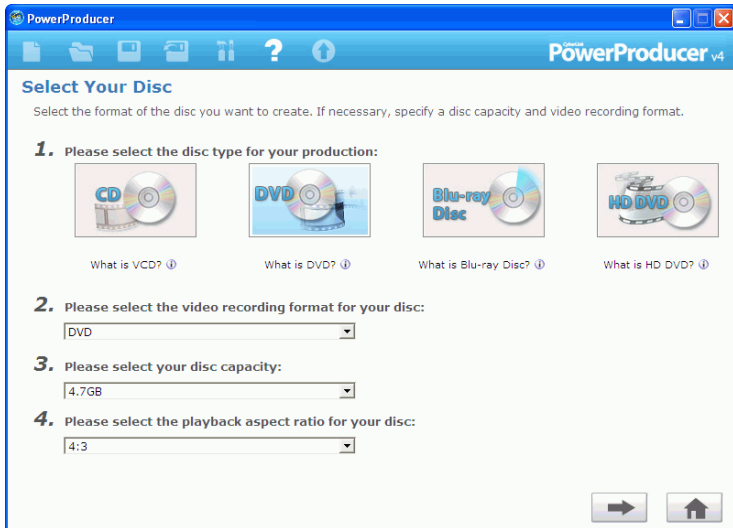 PowerProducer
?
CyberLink
PowerProducer v4
Select Your Disc
Select the format of the disc you want to create. If necessary, specify a disc capacity and video recording format.
1. Please select the disc type for your production:
CD
DVD
Blu-ray
Disc
HD DVD
What is VCD?
What is DVD?
What is Blu-ray Disc?
What is HD DVD?
2. Please select the video recording format for your disc:
DVD
3. Please select your disc capacity:
4.7GB
4. Please select the playback aspect ratio for your disc:
4:3